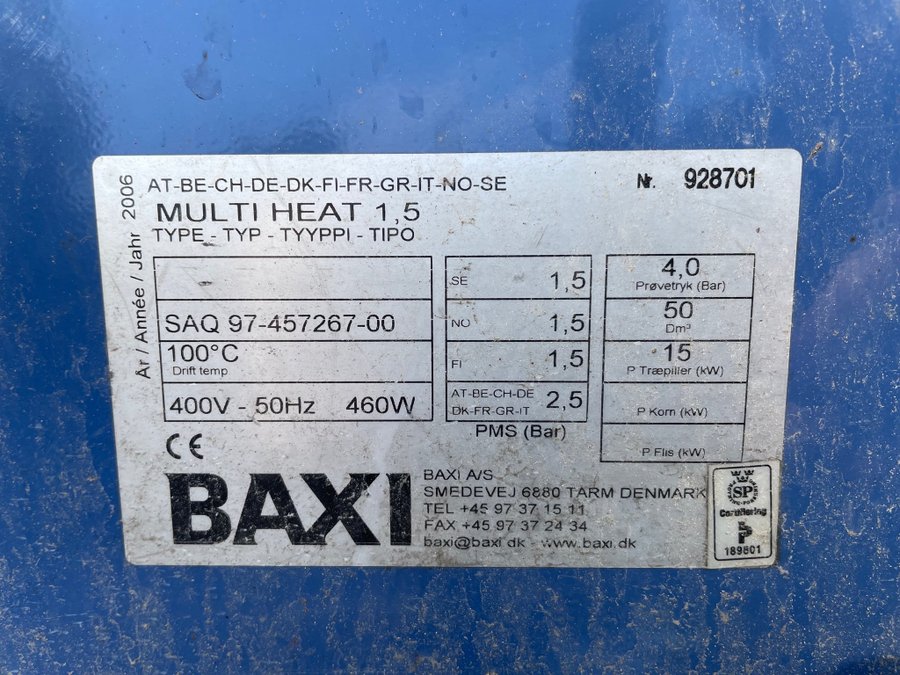 År / Année / Jahr 2006
AT-BE-CH-DE-DK-FI-FR-GR-IT-NO-SE
Nr. 928701
MULTI HEAT 1,5
TYPE - TYP - TYYPPI - TIPO
SAQ 97-457267-00
100°C
Drift temp
400V - 50Hz 460W
SE 1,5
NO 1,5
FI 1,5
AT-BE-CH-DE
DK-FR-GR-IT 2,5
PMS (Bar)
4,0
Prøvetryk (Bar)
50
Dm³
15
P Træpiller (kW)
P Korn (kW)
P Flis (kW)
CE
BAXI
BAXI A/S
SMEDEVEJ 6880 TARM DENMARK
TEL +45 97 37 15 11
FAX +45 97 37 24 34
baxi@baxi.dk - www.baxi.dk
SP
Certifiering
P
189801